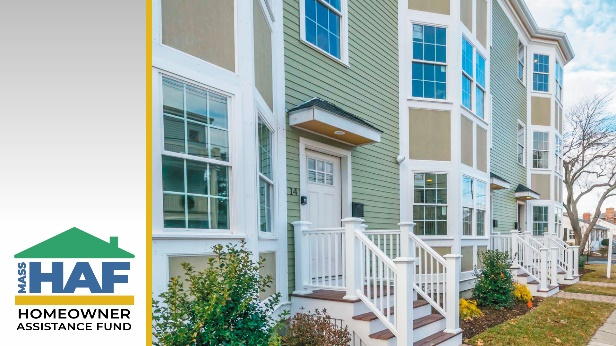 MASS
HAF
HOMEOWNER
ASSISTANCE FUND
14